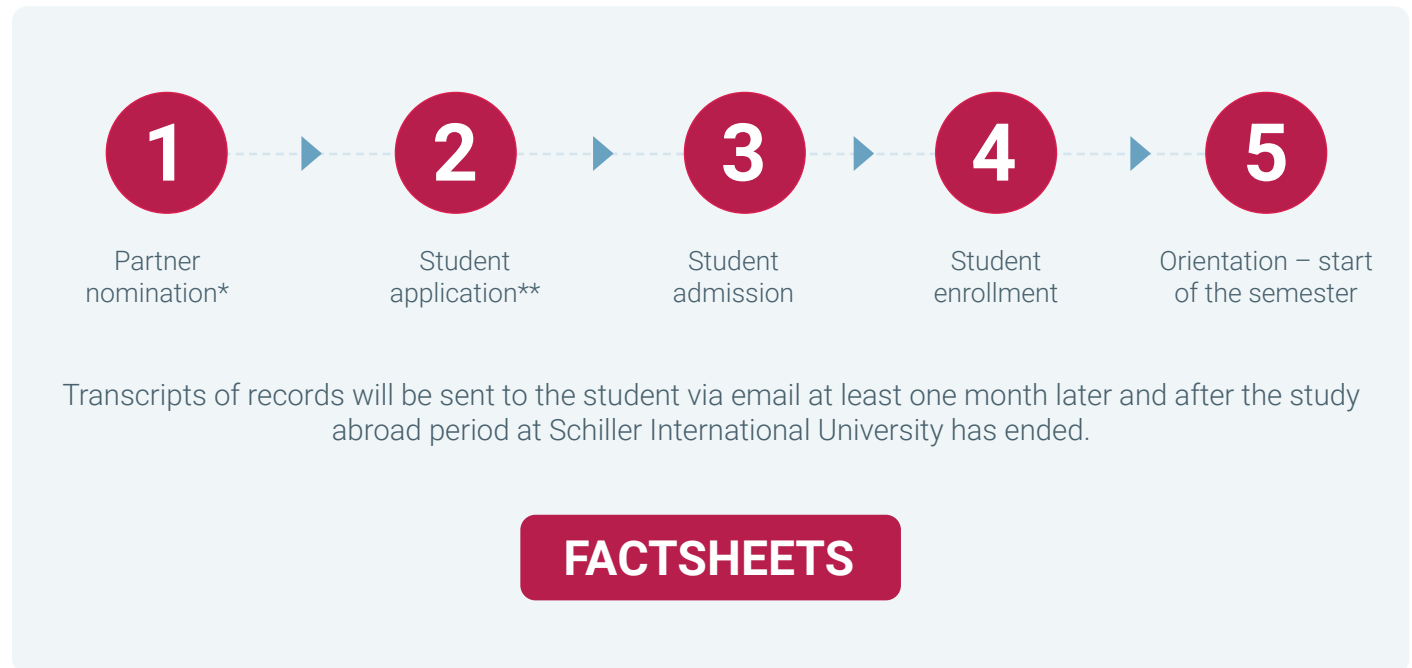 1
2
3
4
5
Partner
nomination*
Student
application**
Student
admission
Student
enrollment
Orientation – start
of the semester
Transcripts of records will be sent to the student via email at least one month later and after the study
abroad period at Schiller International University has ended.
FACTSHEETS